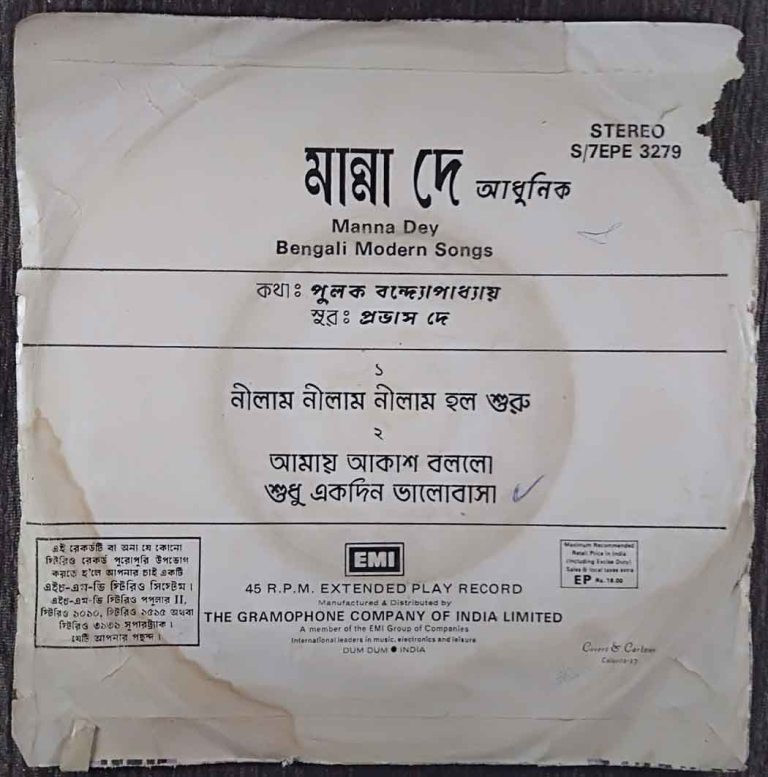 STEREO
S/7EPE 3279
মান্না দে আধুনিক
Manna Dey
Bengali Modern Songs
কথাঃ পুলক বন্দ্যোপাধ্যায়
সুরঃ প্রভাস দে
১
নীলাম নীলাম নীলাম হল শুরু
২
আমায় আকাশ বললো
শুধু একদিন ভালোবাসা
এই রেকর্ডটি বা অন্য যে কোনো
স্টিরিও রেকর্ড পুরোপুরি উপভোগ
করতে হ'লে আপনার চাই একটি
এইচ-এম-ভি স্টিরিও সিস্টেম।
এইচ-এম-ভি স্টিরিও পপুলার II,
স্টিরিও ১০১০, স্টিরিও ১৫১৫ অথবা
স্টিরিও ৩১৩১ সুপারট্র্যাক।
যেটি আপনার পছন্দ।
EMI
45 R.P.M. EXTENDED PLAY RECORD
Manufactured & Distributed by
THE GRAMOPHONE COMPANY OF INDIA LIMITED
A member of the EMI Group of Companies
International leaders in music, electronics and leisure
DUM DUM ● INDIA
Maximum Recommended
Retail Price in India
(Including Excise Duty)
Sales & local taxes extra
EP Rs. 18.00
Covers & Cartons
Calcutta-17